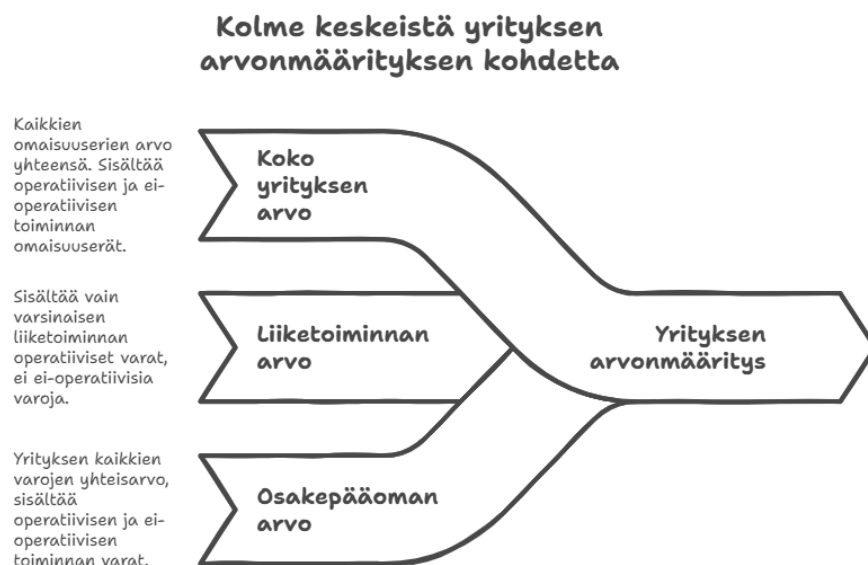 Kolme keskeistä yrityksen
arvonmäärityksen kohdetta
Kaikkien
omaisuuserien arvo
yhteensä. Sisältää
operatiivisen ja ei-
operatiivisen
toiminnan
omaisuuserät.
Koko
yrityksen
arvo
Sisältää vain
varsinaisen
liiketoiminnan
operatiiviset varat,
ei ei-operatiivisia
varoja.
Liiketoiminnan
arvo
Yrityksen
arvonmääritys
Yrityksen kaikkien
varojen yhteisarvo,
sisältää
operatiivisen ja ei-
operatiivisen
toiminnan varat.
Osakepääoman
arvo